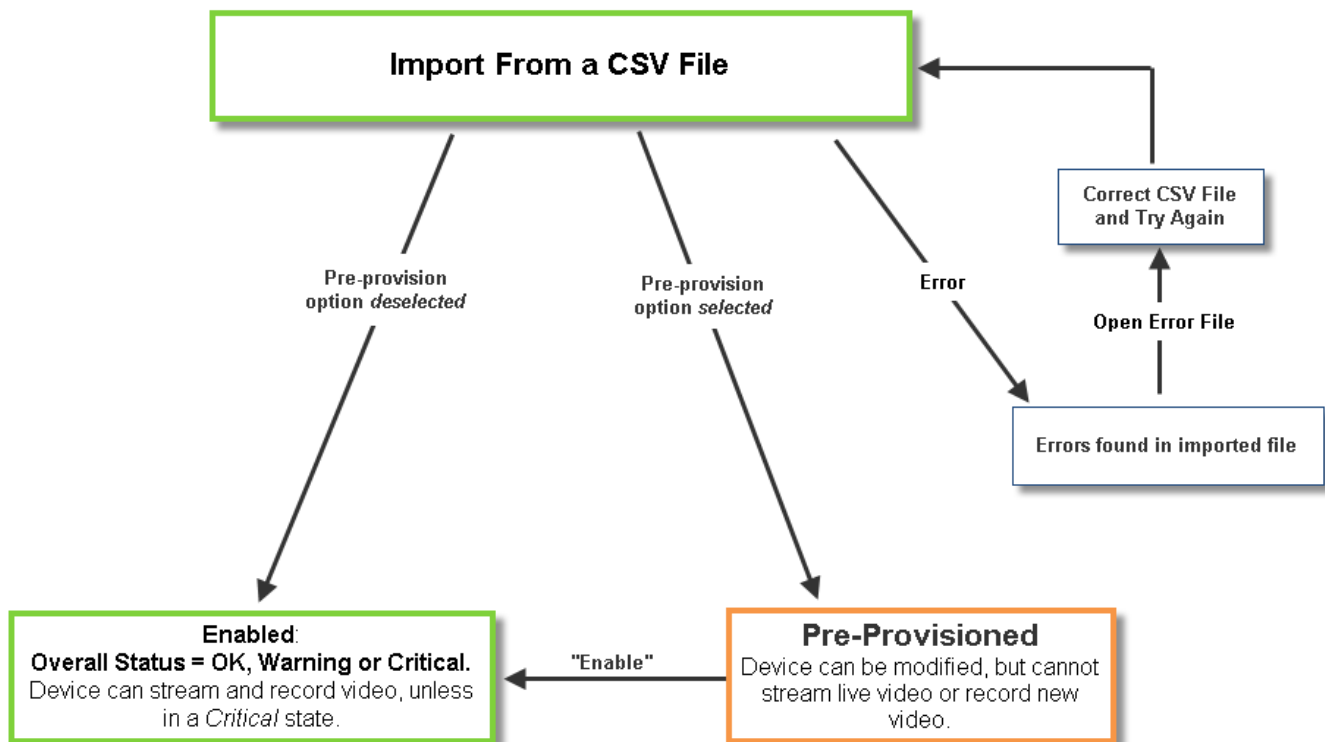 Import From a CSV File
Correct CSV File
and Try Again
Pre-provision
option deselected
Pre-provision
option selected
Error
Open Error File
Errors found in imported file
Enabled:
Overall Status = OK, Warning or Critical.
Device can stream and record video, unless
in a Critical state.
"Enable"
Pre-Provisioned
Device can be modified, but cannot
stream live video or record new
video.